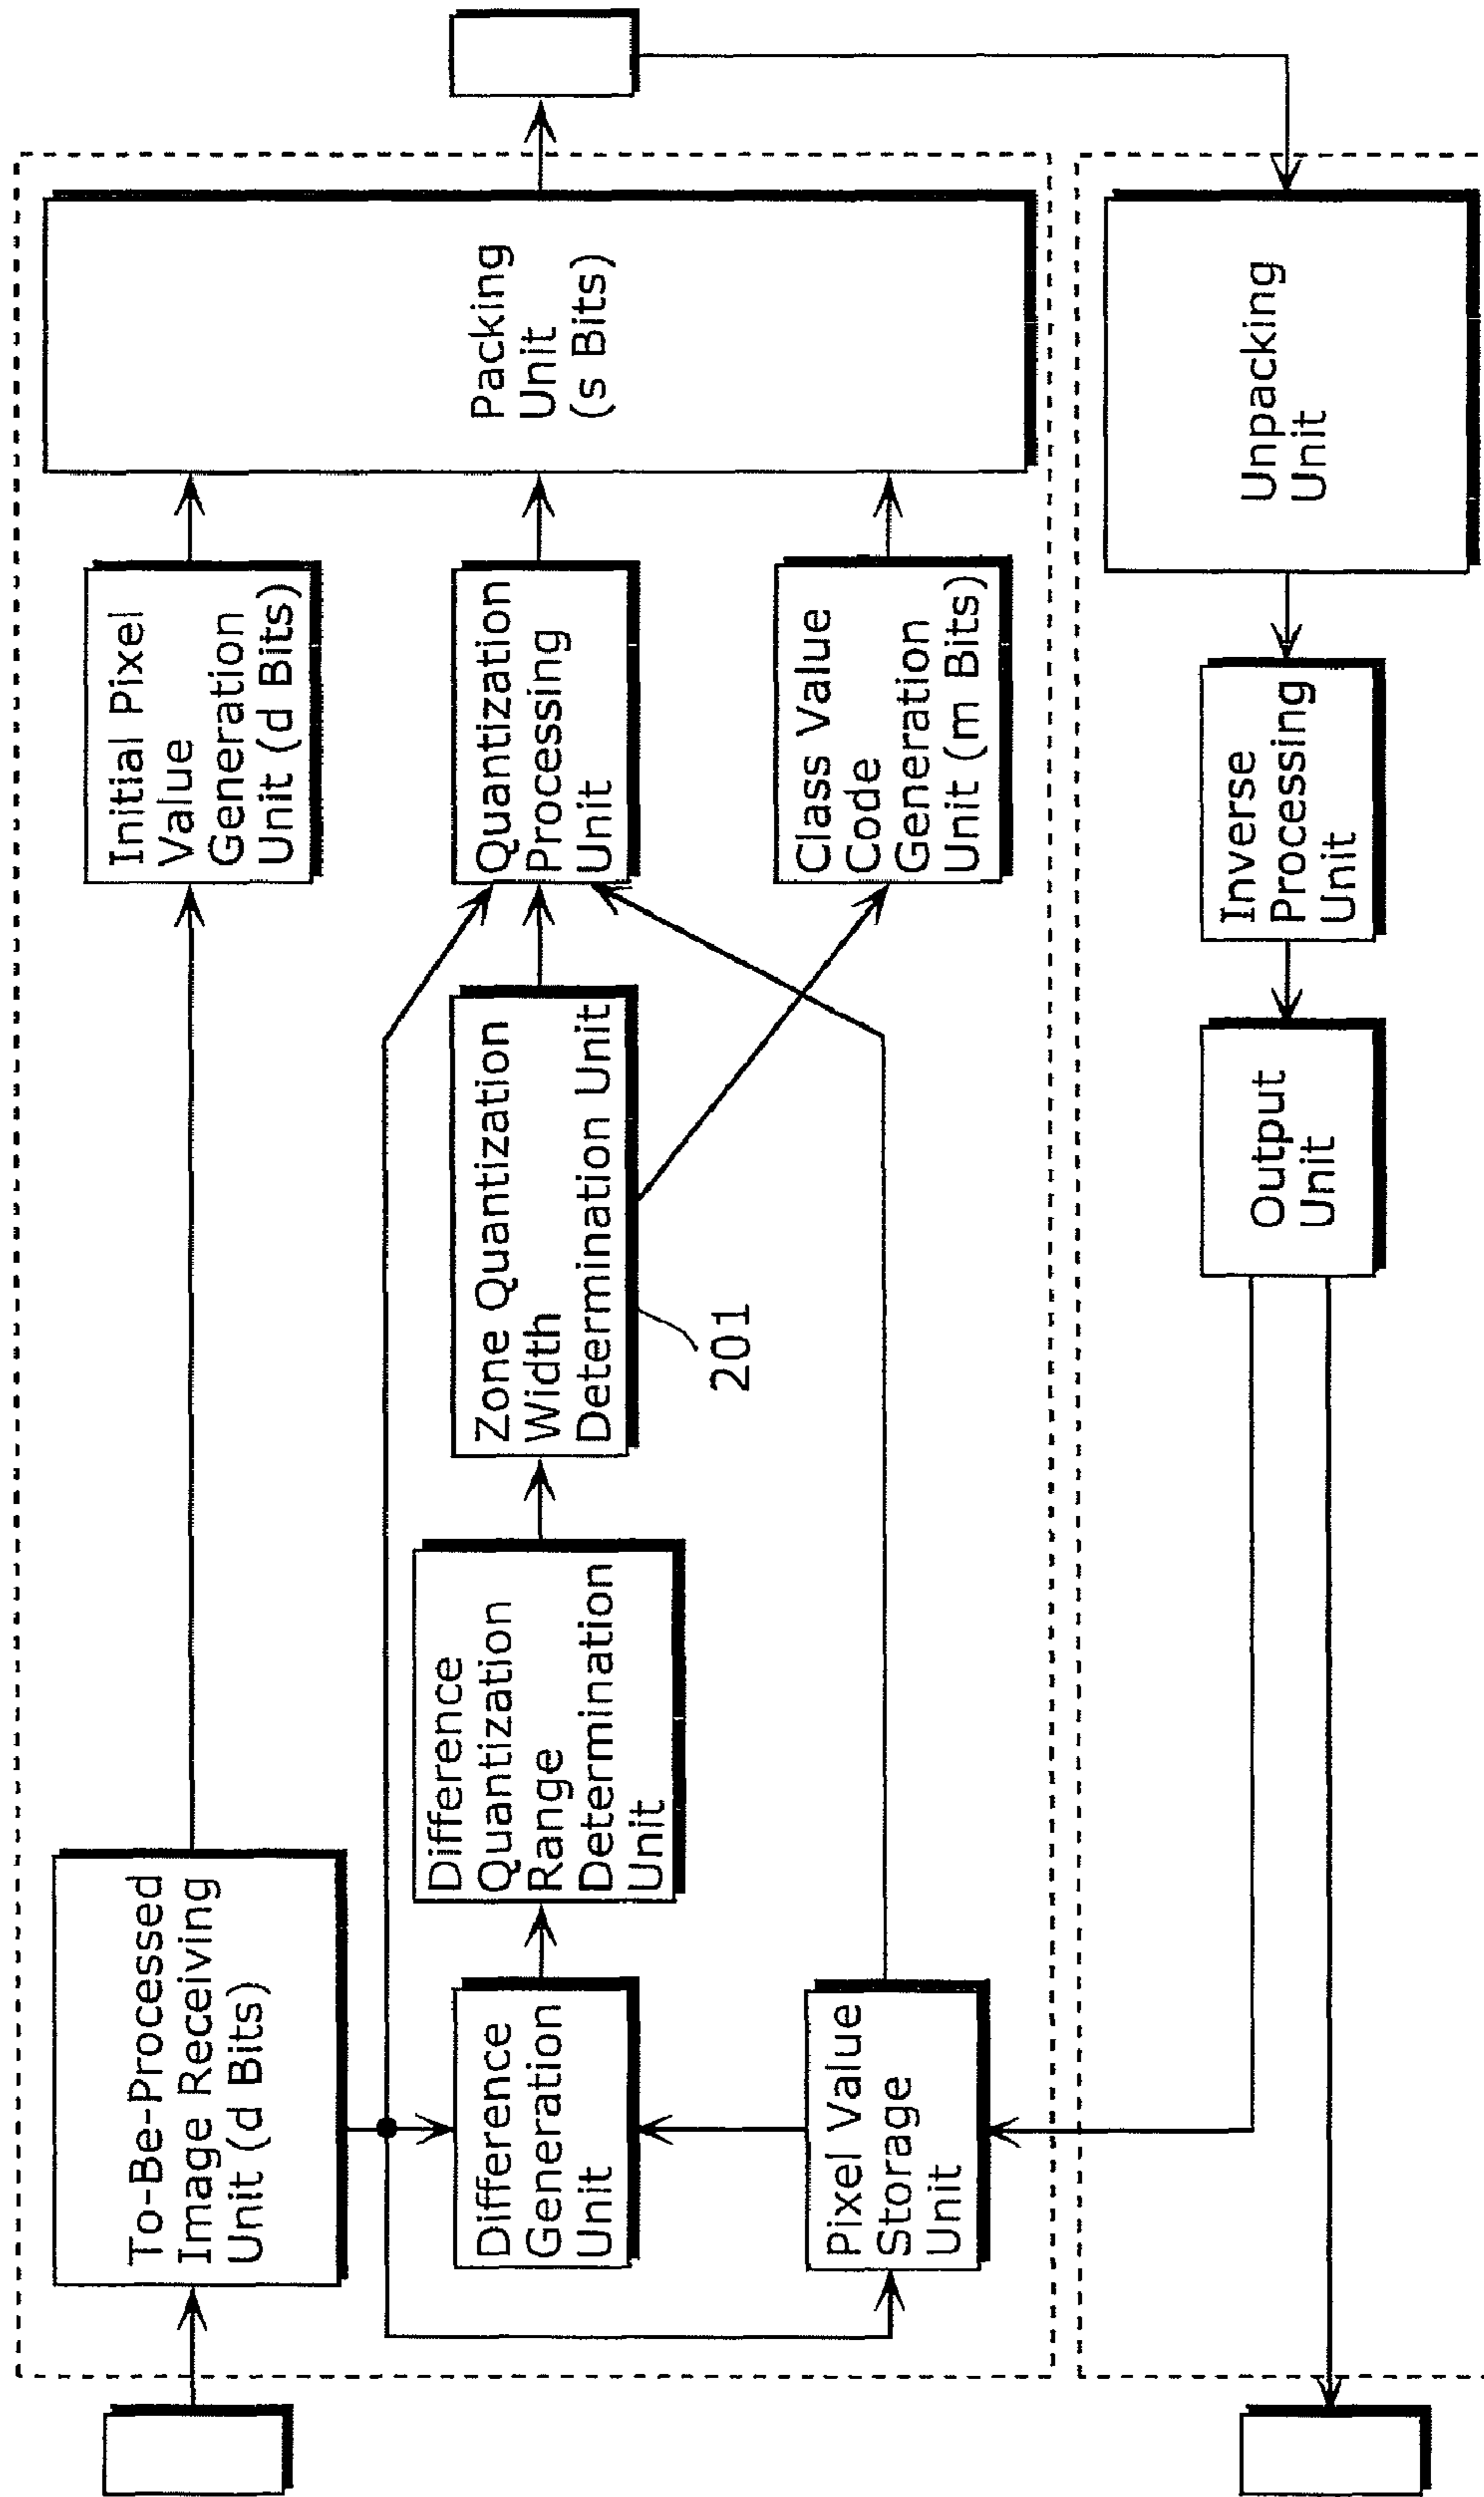 To-Be-Processed
Image Receiving
Unit (d Bits)
Initial Pixel
Value
Generation
Unit (d Bits)
Difference
Generation
Unit
Difference
Quantization
Range
Determination
Unit
Zone Quantization
Width
Determination Unit
201
Quantization
Processing
Unit
Packing
Unit
(s Bits)
Pixel Value
Storage
Unit
Class Value
Code
Generation
Unit (m Bits)
Output
Unit
Inverse
Processing
Unit
Unpacking
Unit